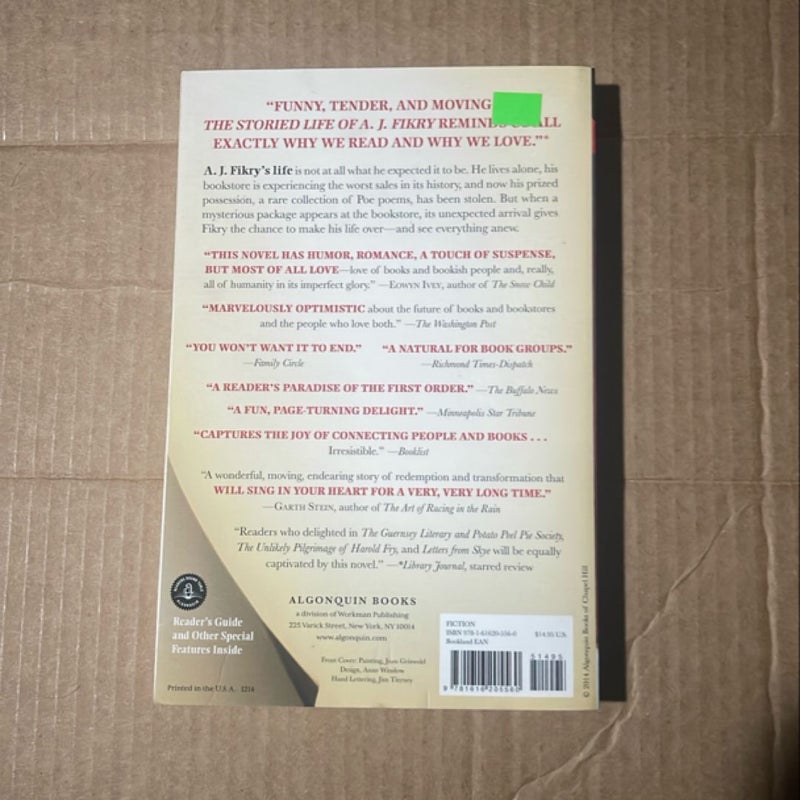 “FUNNY, TENDER, AND MOVING
THE STORIED LIFE OF A. J. FIKRY REMINDS ALL
EXACTLY WHY WE READ AND WHY WE LOVE.”*
A. J. Fikry’s life is not at all what he expected it to be. He lives alone, his
bookstore is experiencing the worst sales in its history, and now his prized
possession, a rare collection of Poe poems, has been stolen. But when a
mysterious package appears at the bookstore, its unexpected arrival gives
Fikry the chance to make his life over—and see everything anew.
“THIS NOVEL HAS HUMOR, ROMANCE, A TOUCH OF SUSPENSE,
BUT MOST OF ALL LOVE—love of books and bookish people and, really,
all of humanity in its imperfect glory.” —EOWYN IVEY, author of The Snow Child
“MARVELOUSLY OPTIMISTIC about the future of books and bookstores
and the people who love both.” —The Washington Post
“YOU WON’T WANT IT TO END.” “A NATURAL FOR BOOK GROUPS.”
—Family Circle —Richmond Times-Dispatch
“A READER’S PARADISE OF THE FIRST ORDER.” —The Buffalo News
“A FUN, PAGE-TURNING DELIGHT.” —Minneapolis Star Tribune
“CAPTURES THE JOY OF CONNECTING PEOPLE AND BOOKS . . .
Irresistible.” —Booklist
“A wonderful, moving, endearing story of redemption and transformation that
WILL SING IN YOUR HEART FOR A VERY, VERY LONG TIME.”
—GARTH STEIN, author of The Art of Racing in the Rain
“Readers who delighted in The Guernsey Literary and Potato Peel Pie Society,
The Unlikely Pilgrimage of Harold Fry, and Letters from Skye will be equally
captivated by this novel.” —*Library Journal, starred review
Reader’s Guide
and Other Special
Features Inside
ALGONQUIN BOOKS
a division of Workman Publishing
225 Varick Street, New York, NY 10014
www.algonquin.com
Front Cover: Painting, Joan Griswold
Design, Anne Winslow
Hand Lettering, Jim Tierney
Printed in the U.S.A. 1214
FICTION
ISBN 978-1-61620-556-0 $14.95 U.S.
Bookland EAN
51495
9 781616 205560
© 2014 Algonquin Books of Chapel Hill